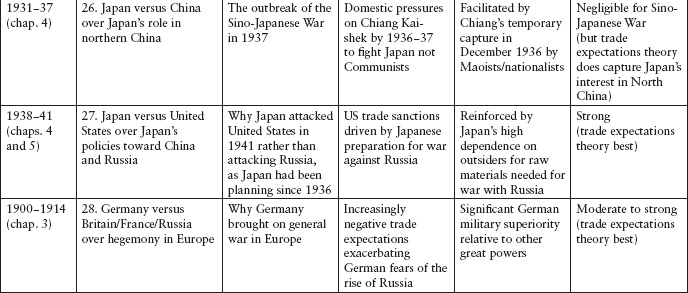 1931–37
(chap. 4)
26. Japan versus China
over Japan's role in
northern China
The outbreak of the
Sino-Japanese War
in 1937
Domestic pressures
on Chiang Kai-
shek by 1936–37
to fight Japan not
Communists
Facilitated by
Chiang's temporary
capture in
December 1936 by
Maoists/nationalists
Negligible for Sino-
Japanese War
(but trade
expectations theory
does capture Japan's
interest in North
China)
1938–41
(chaps. 4
and 5)
27. Japan versus United
States over Japan's
policies toward China
and Russia
Why Japan attacked
United States in
1941 rather than
attacking Russia,
as Japan had been
planning since 1936
US trade sanctions
driven by Japanese
preparation for war
against Russia
Reinforced by
Japan's high
dependence on
outsiders for raw
materials needed for
war with Russia
Strong
(trade expectations
theory best)
1900–1914
(chap. 3)
28. Germany versus
Britain/France/Russia
over hegemony in Europe
Why Germany
brought on general
war in Europe
Increasingly
negative trade
expectations
exacerbating
German fears of the
rise of Russia
Significant German
military superiority
relative to other
great powers
Moderate to strong
(trade expectations
theory best)